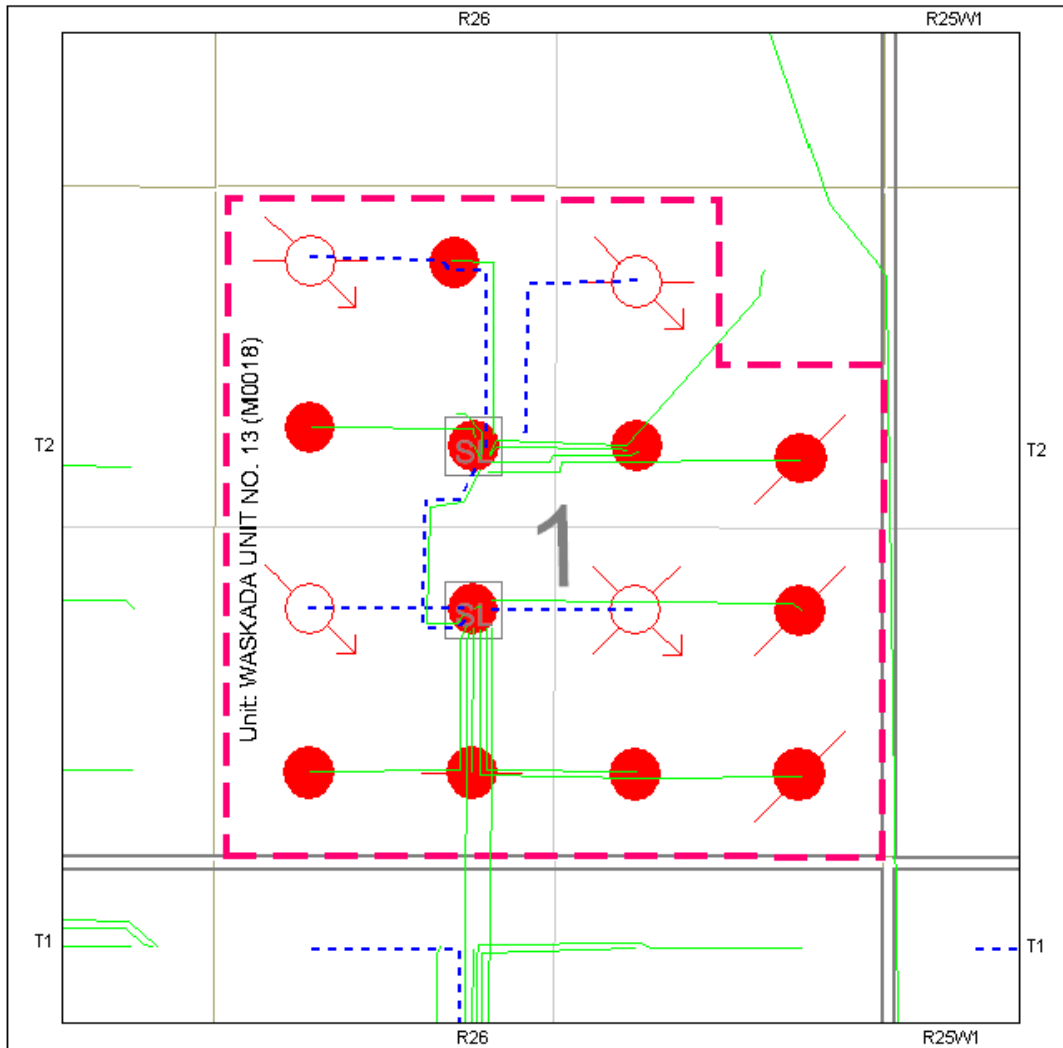 R26 R25W1
Unit: WASKADA UNIT NO. 13 (M0018)
T2 SL T2
1
SL
T1 T1
R26 R25W1